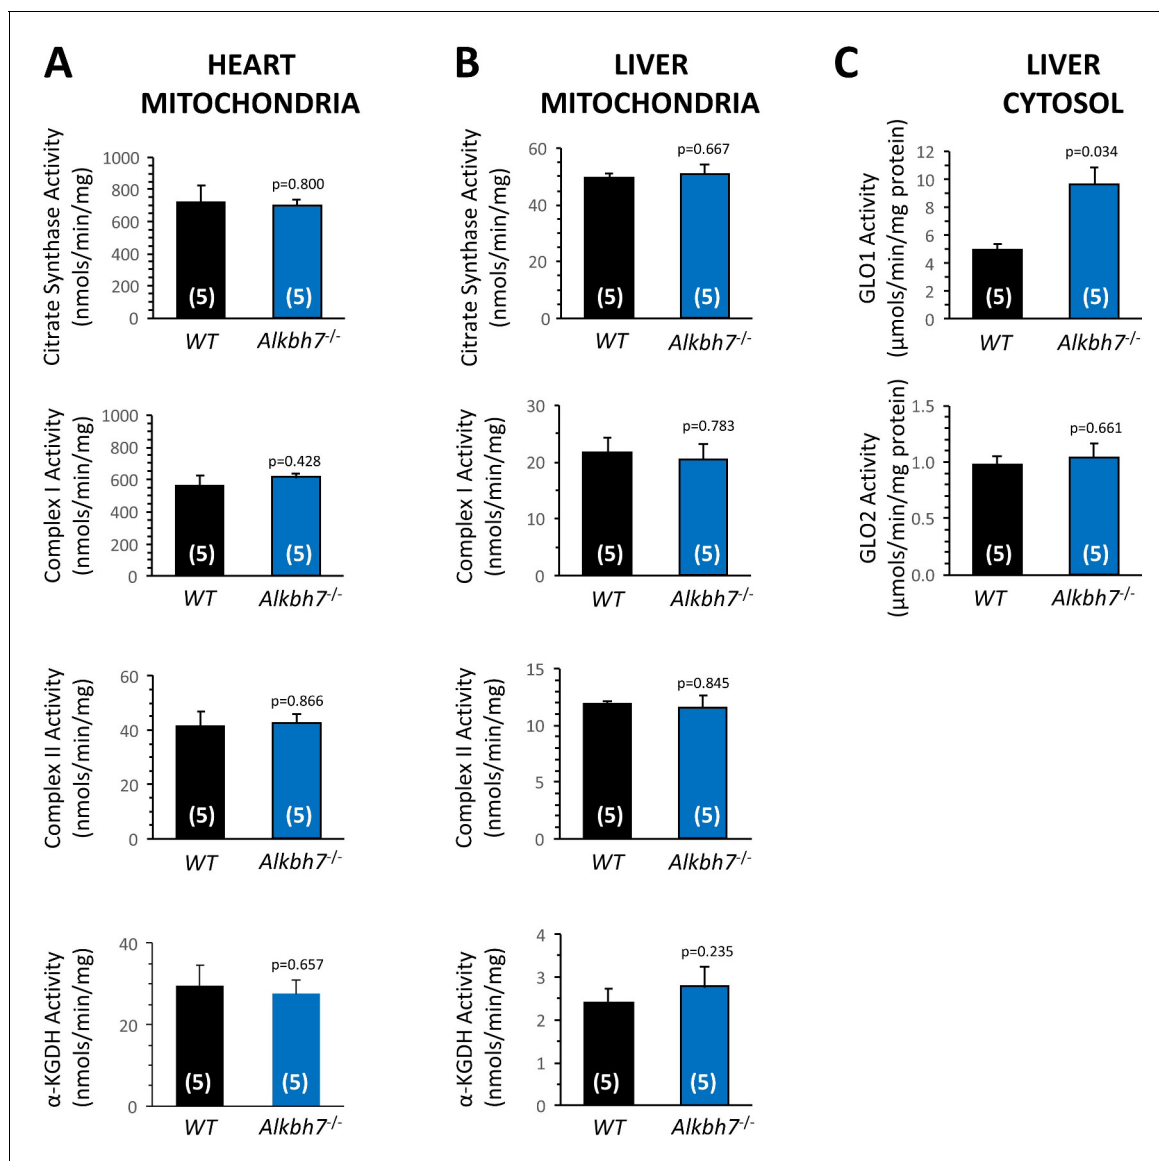 A
HEART
MITOCHONDRIA
Citrate Synthase Activity
(nmols/min/mg)
1000
800
600
400
200
0
p=0.800
(5)
(5)
WT
Alkbh7-/-
Complex I Activity
(nmols/min/mg)
1000
800
600
400
200
0
p=0.428
(5)
(5)
WT
Alkbh7-/-
Complex II Activity
(nmols/min/mg)
60
40
20
0
p=0.866
(5)
(5)
WT
Alkbh7-/-
α-KGDH Activity
(nmols/min/mg)
40
20
0
p=0.657
(5)
(5)
WT
Alkbh7-/-
B
LIVER
MITOCHONDRIA
Citrate Synthase Activity
(nmols/min/mg)
60
40
20
0
p=0.667
(5)
(5)
WT
Alkbh7-/-
Complex I Activity
(nmols/min/mg)
30
20
10
0
p=0.783
(5)
(5)
WT
Alkbh7-/-
Complex II Activity
(nmols/min/mg)
15
10
5
0
p=0.845
(5)
(5)
WT
Alkbh7-/-
α-KGDH Activity
(nmols/min/mg)
4
3
2
1
0
p=0.235
(5)
(5)
WT
Alkbh7-/-
C
LIVER
CYTOSOL
GLO1 Activity
(μmols/min/mg protein)
12
10
8
6
4
2
0
p=0.034
(5)
(5)
WT
Alkbh7-/-
GLO2 Activity
(μmols/min/mg protein)
1.5
1.0
0.5
0.0
p=0.661
(5)
(5)
WT
Alkbh7-/-